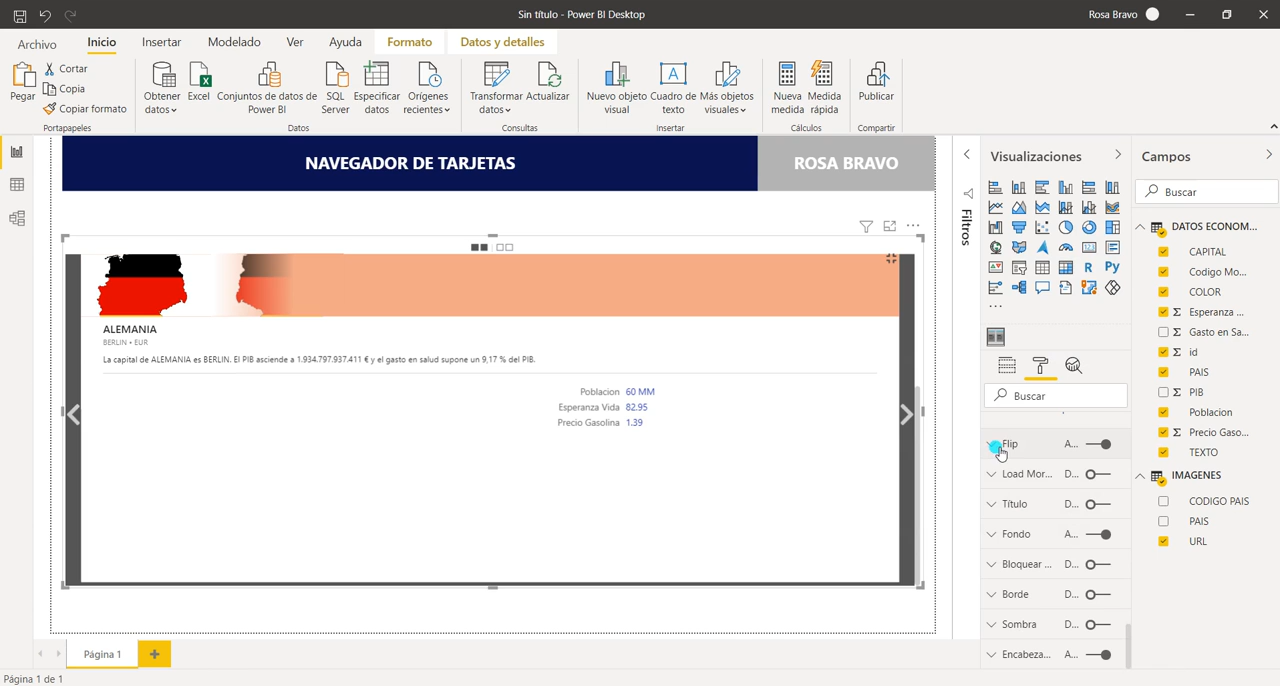 Sin título - Power BI Desktop
Rosa Bravo
Archivo Inicio Insertar Modelado Ver Ayuda Formato Datos y detalles
Pegar
Cortar
Copia
Copiar formato
Portapapeles
Obtener datos
Excel
Conjuntos de datos de Power BI
SQL Server
Especificar datos
Orígenes recientes
Datos
Transformar datos
Actualizar
Consultas
Nuevo objeto visual
Cuadro de texto
Más objetos visuales
Insertar
Nueva medida
Medida rápida
Cálculos
Publicar
Compartir
NAVEGADOR DE TARJETAS
ROSA BRAVO
ALEMANIA
BERLIN • EUR
La capital de ALEMANIA es BERLIN. El PIB asciende a 1.934.797.937.411 € y el gasto en salud supone un 9,17 % del PIB.
Poblacion 60 MM
Esperanza Vida 82.95
Precio Gasolina 1.39
Filtros
Visualizaciones
R Py
Buscar
Flip A...
Load Mor... D...
Título D...
Fondo A...
Bloquear ... D...
Borde D...
Sombra D...
Encabeza... A...
Campos
Buscar
DATOS ECONOM...
CAPITAL
Codigo Mo...
COLOR
Esperanza ...
Gasto en Sa...
id
PAIS
PIB
Poblacion
Precio Gaso...
TEXTO
IMAGENES
CODIGO PAIS
PAIS
URL
Página 1
Página 1 de 1